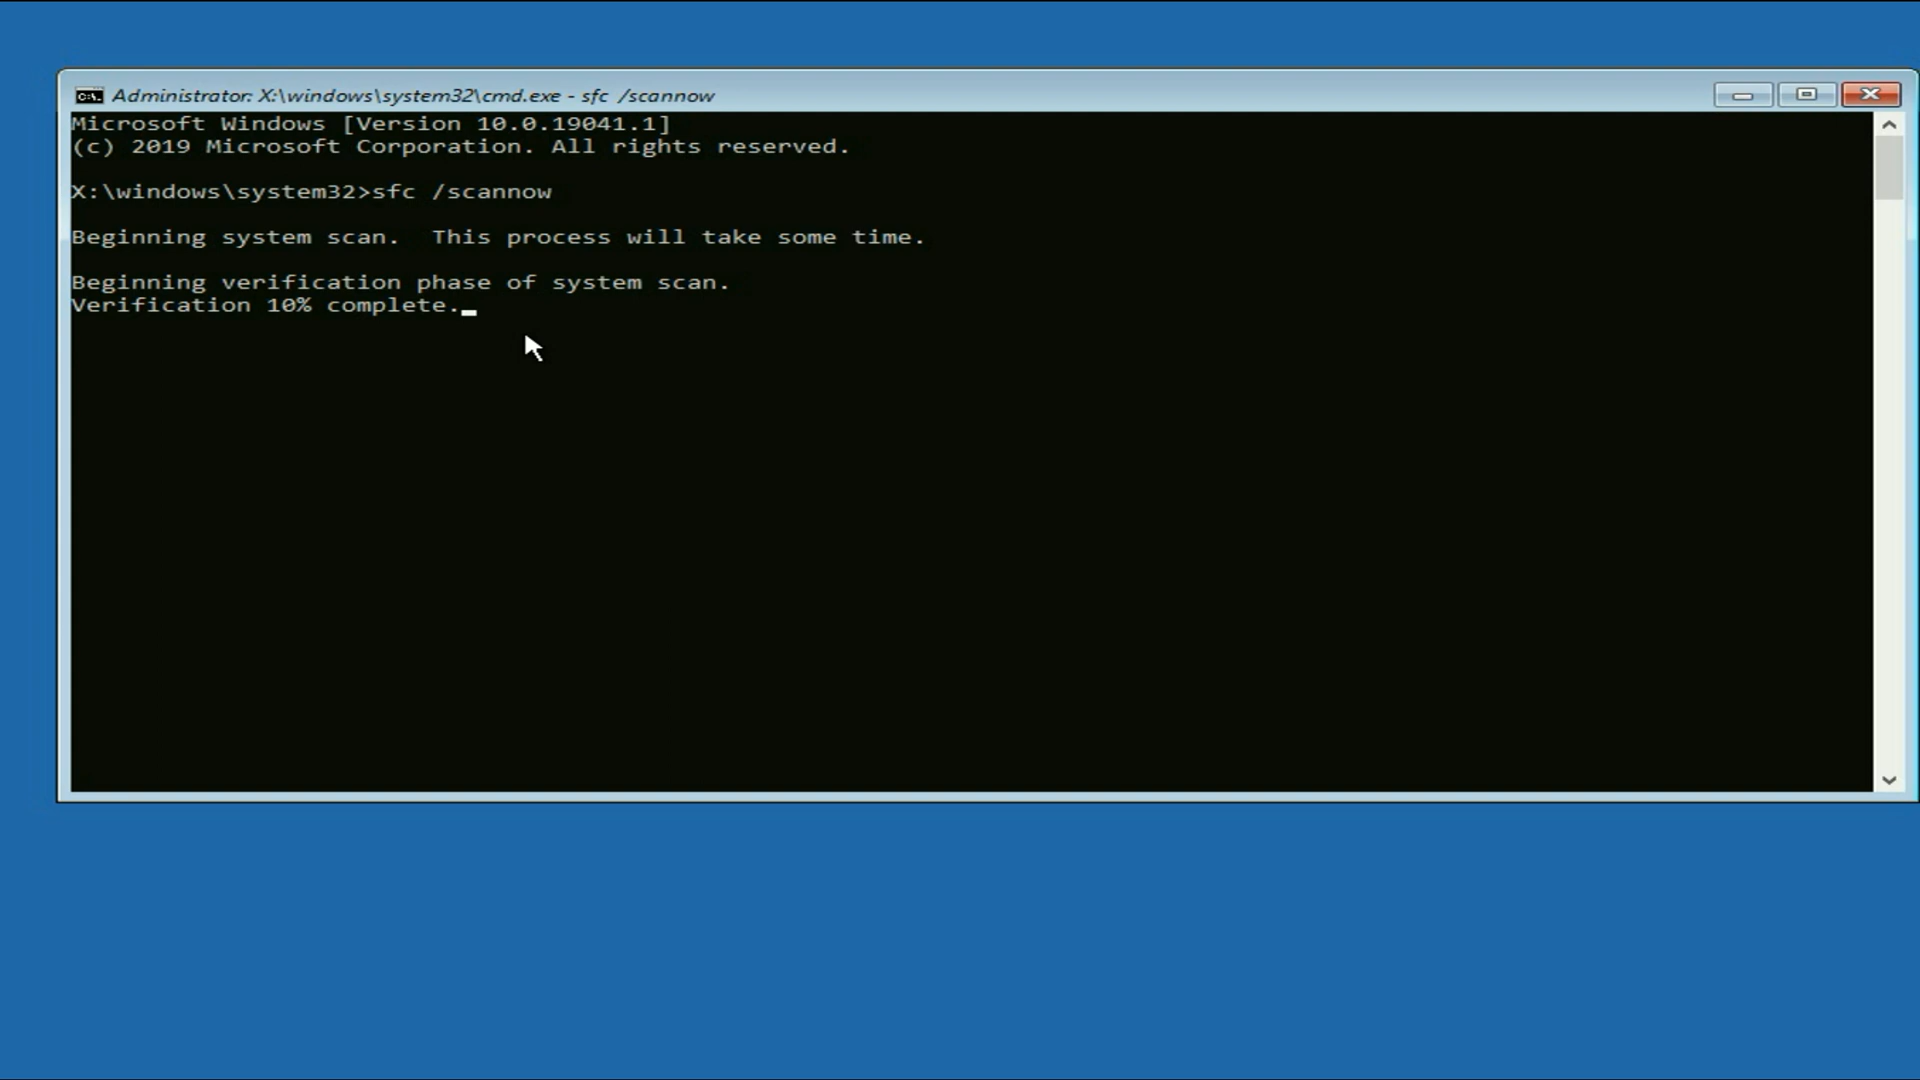 Administrator: X:\windows\system32\cmd.exe - sfc /scannow
Microsoft Windows [Version 10.0.19041.1]
(c) 2019 Microsoft Corporation. All rights reserved.
X:\windows\system32>sfc /scannow
Beginning system scan.  This process will take some time.
Beginning verification phase of system scan.
Verification 10% complete.